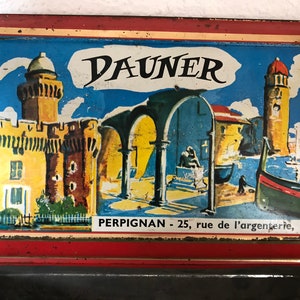 DAUNER
PERPIGNAN - 25, rue de l'argenterie,